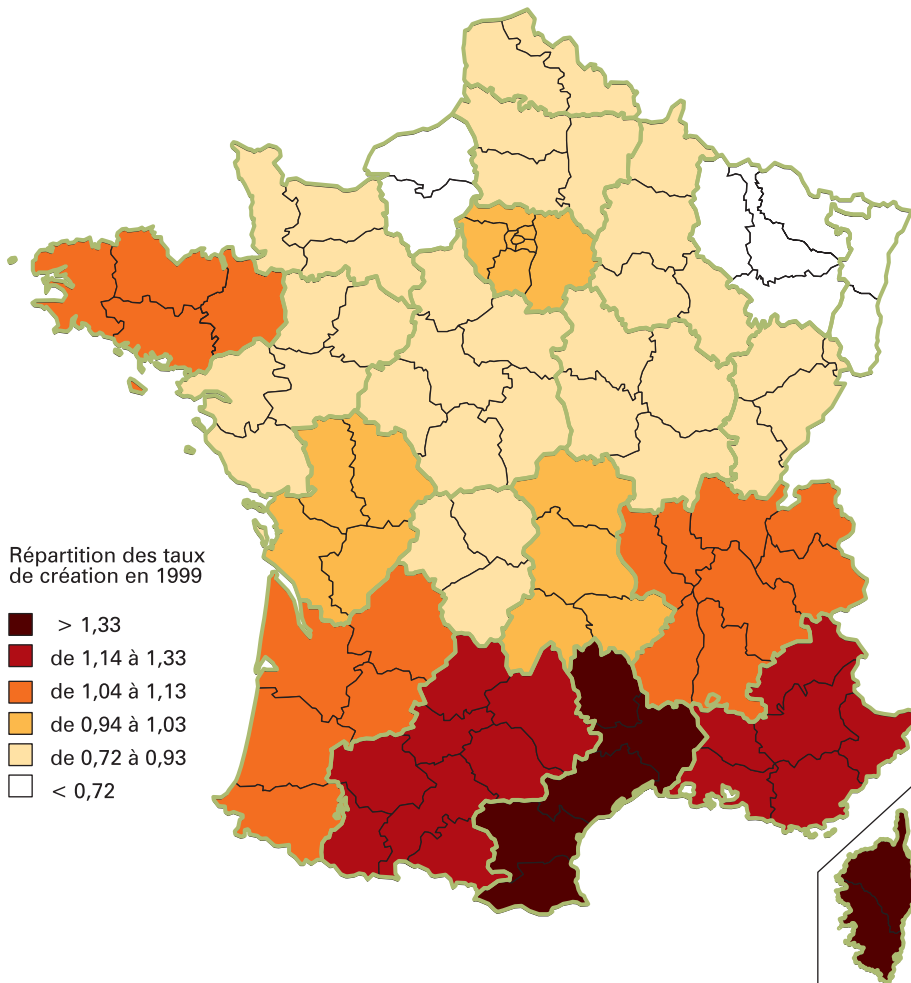 Répartition des taux
de création en 1999
> 1,33
de 1,14 à 1,33
de 1,04 à 1,13
de 0,94 à 1,03
de 0,72 à 0,93
< 0,72